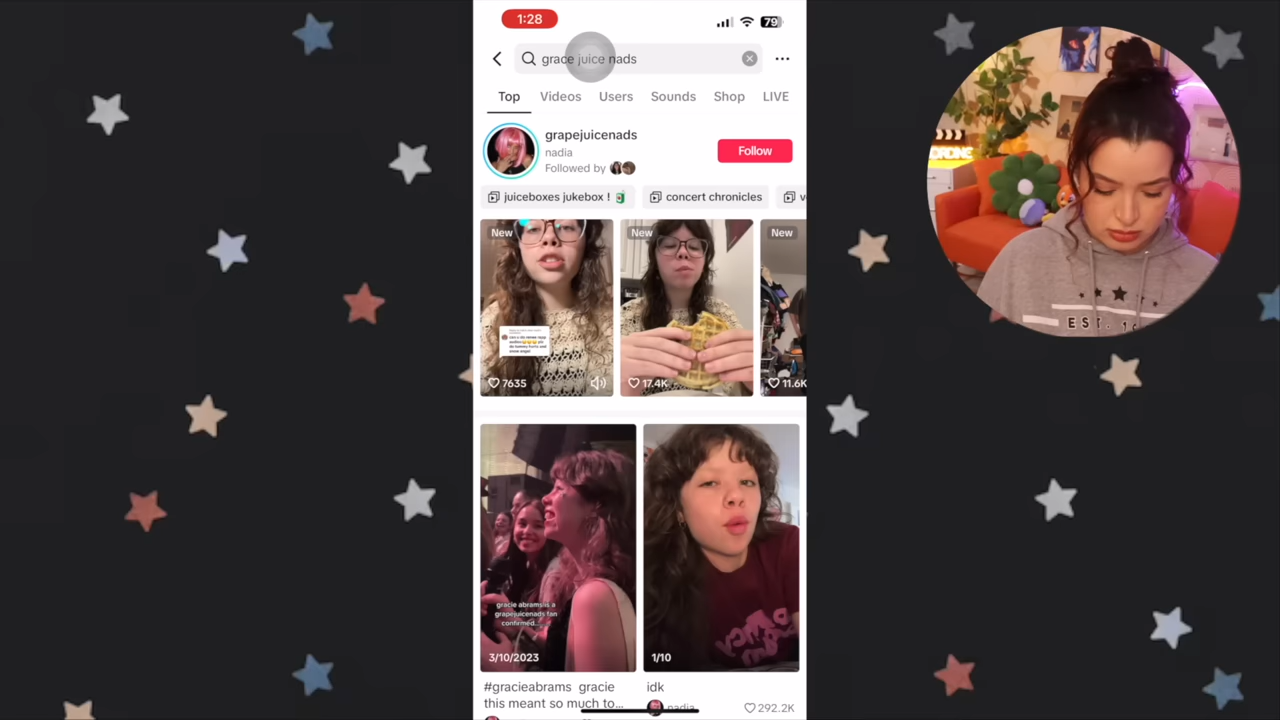 1:28
79
grace juice nads
Top Videos Users Sounds Shop LIVE
grapejuicenads
nadia
Followed by
Follow
juiceboxes jukebox !
concert chronicles
New
New
New
7635
17.4K
11.6K
gracie abrams is a
grapejuicenads fan
confirmed...
3/10/2023
1/10
#gracieabrams gracie
this meant so much to...
idk
nadia
292.2K
EST.